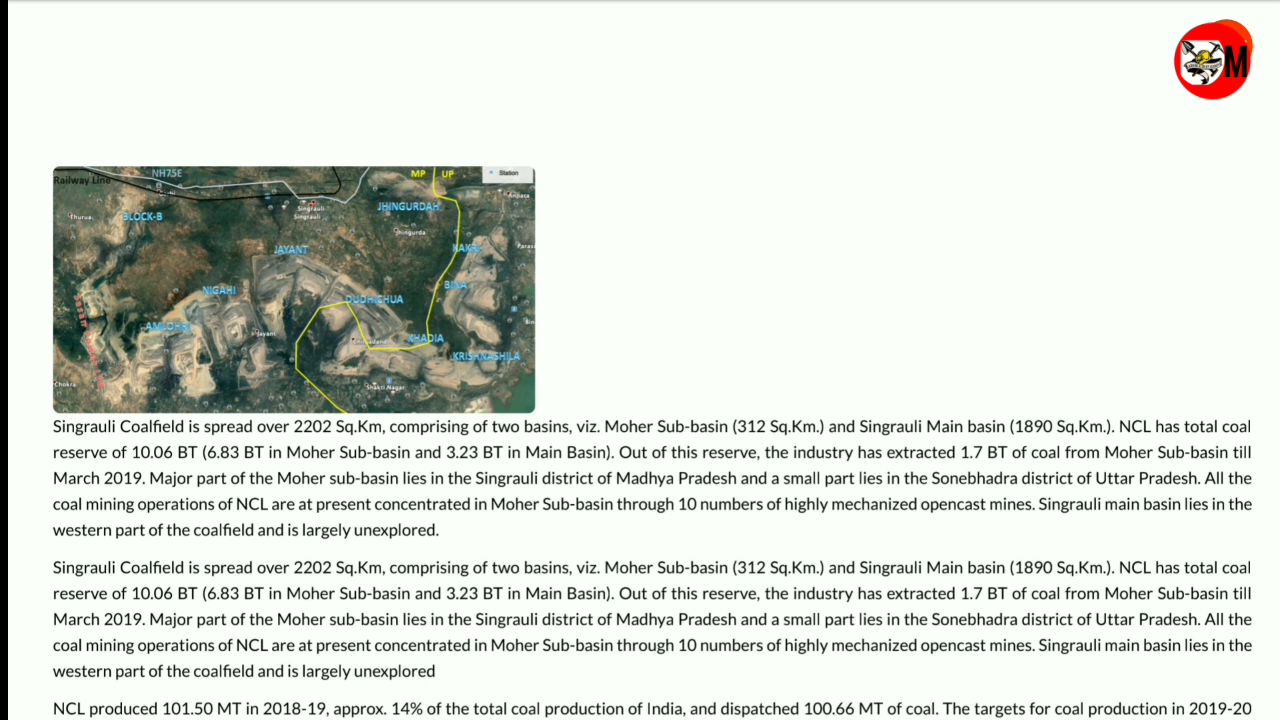 M
Railway Line
NH75E
MP UP
Station
Anpara
BLOCK-B
Singrauli
Singrauli
JHINGURDAH
Jhingurda
JAYANT
KAKRI
NIGAHI
BINA
DUDHICHUA
AMLOHRI
Jayant
KHADIA
KRISHNASHILA
Chokra
Shakti Nagar
Singrauli Coalfield is spread over 2202 Sq.Km, comprising of two basins, viz. Moher Sub-basin (312 Sq.Km.) and Singrauli Main basin (1890 Sq.Km.). NCL has total coal
reserve of 10.06 BT (6.83 BT in Moher Sub-basin and 3.23 BT in Main Basin). Out of this reserve, the industry has extracted 1.7 BT of coal from Moher Sub-basin till
March 2019. Major part of the Moher sub-basin lies in the Singrauli district of Madhya Pradesh and a small part lies in the Sonebhadra district of Uttar Pradesh. All the
coal mining operations of NCL are at present concentrated in Moher Sub-basin through 10 numbers of highly mechanized opencast mines. Singrauli main basin lies in the
western part of the coalfield and is largely unexplored.
Singrauli Coalfield is spread over 2202 Sq.Km, comprising of two basins, viz. Moher Sub-basin (312 Sq.Km.) and Singrauli Main basin (1890 Sq.Km.). NCL has total coal
reserve of 10.06 BT (6.83 BT in Moher Sub-basin and 3.23 BT in Main Basin). Out of this reserve, the industry has extracted 1.7 BT of coal from Moher Sub-basin till
March 2019. Major part of the Moher sub-basin lies in the Singrauli district of Madhya Pradesh and a small part lies in the Sonebhadra district of Uttar Pradesh. All the
coal mining operations of NCL are at present concentrated in Moher Sub-basin through 10 numbers of highly mechanized opencast mines. Singrauli main basin lies in the
western part of the coalfield and is largely unexplored
NCL produced 101.50 MT in 2018-19, approx. 14% of the total coal production of India, and dispatched 100.66 MT of coal. The targets for coal production in 2019-20